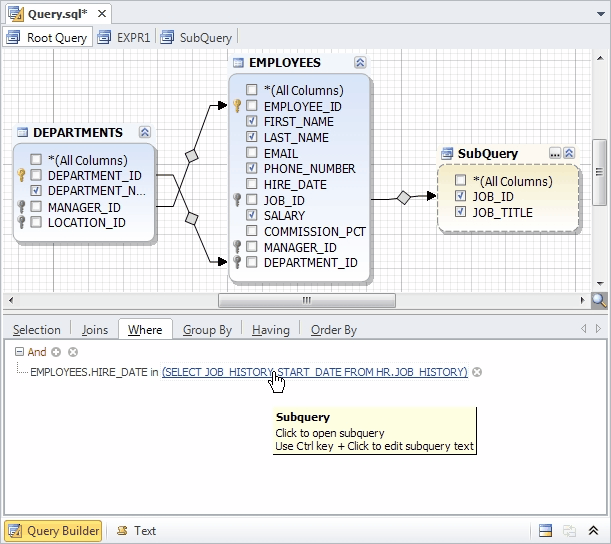 Query.sql*
Root Query EXPR1 SubQuery
EMPLOYEES
*(All Columns)
EMPLOYEE_ID
FIRST_NAME
LAST_NAME
EMAIL
PHONE_NUMBER
HIRE_DATE
JOB_ID
SALARY
COMMISSION_PCT
MANAGER_ID
DEPARTMENT_ID
DEPARTMENTS
*(All Columns)
DEPARTMENT_ID
DEPARTMENT_N...
MANAGER_ID
LOCATION_ID
SubQuery ...
*(All Columns)
JOB_ID
JOB_TITLE
Selection Joins Where Group By Having Order By
And
EMPLOYEES.HIRE_DATE in (SELECT JOB_HISTORY.START_DATE FROM HR.JOB_HISTORY)
Subquery
Click to open subquery
Use Ctrl key + Click to edit subquery text
Query Builder Text